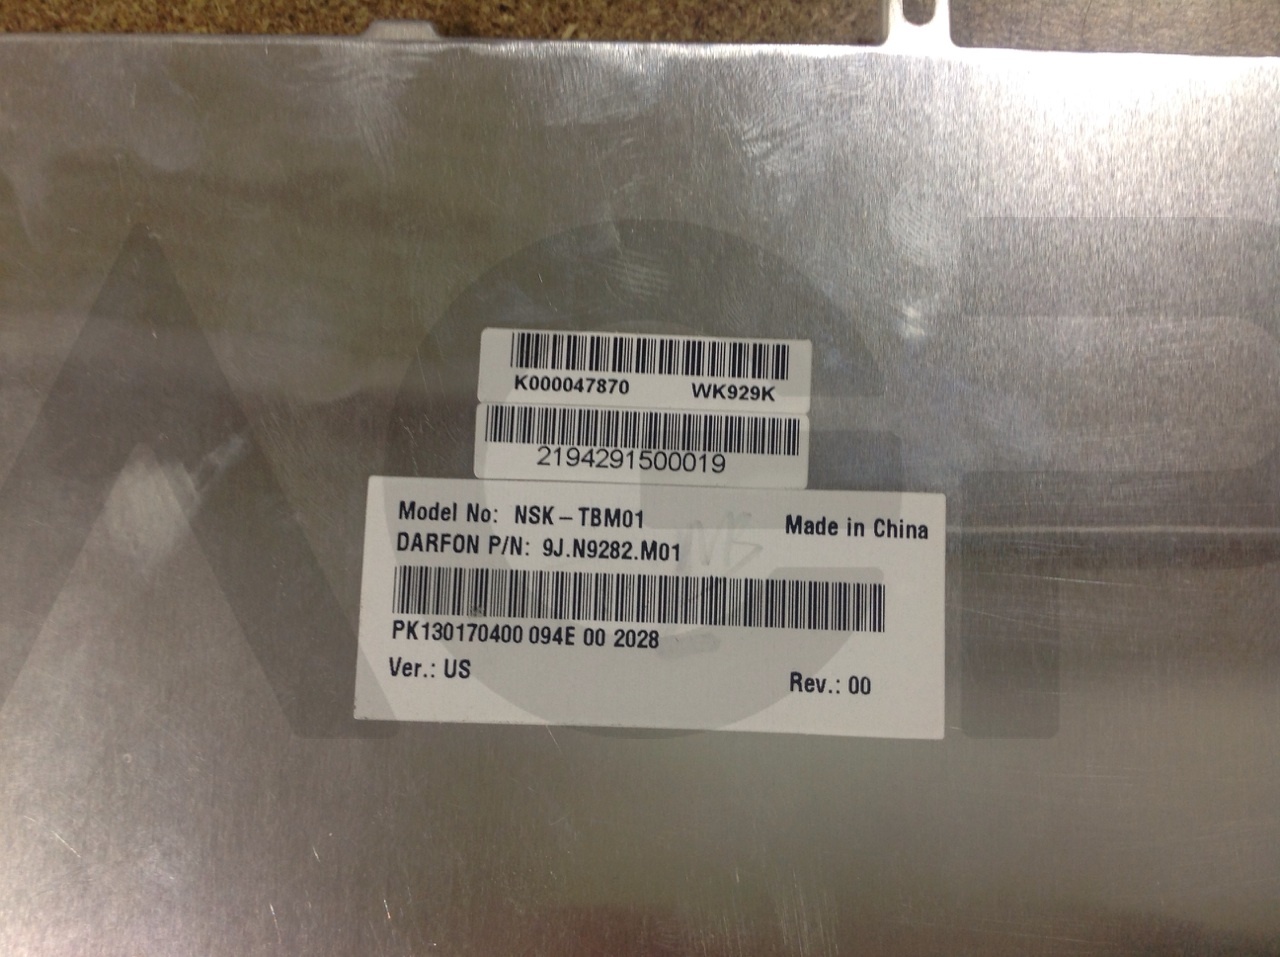 K000047870 WK929K
2194291500019
Model No: NSK-TBM01 Made in China
DARFON P/N: 9J.N9282.M01
PK130170400 094E 00 2028
Ver.: US Rev.: 00